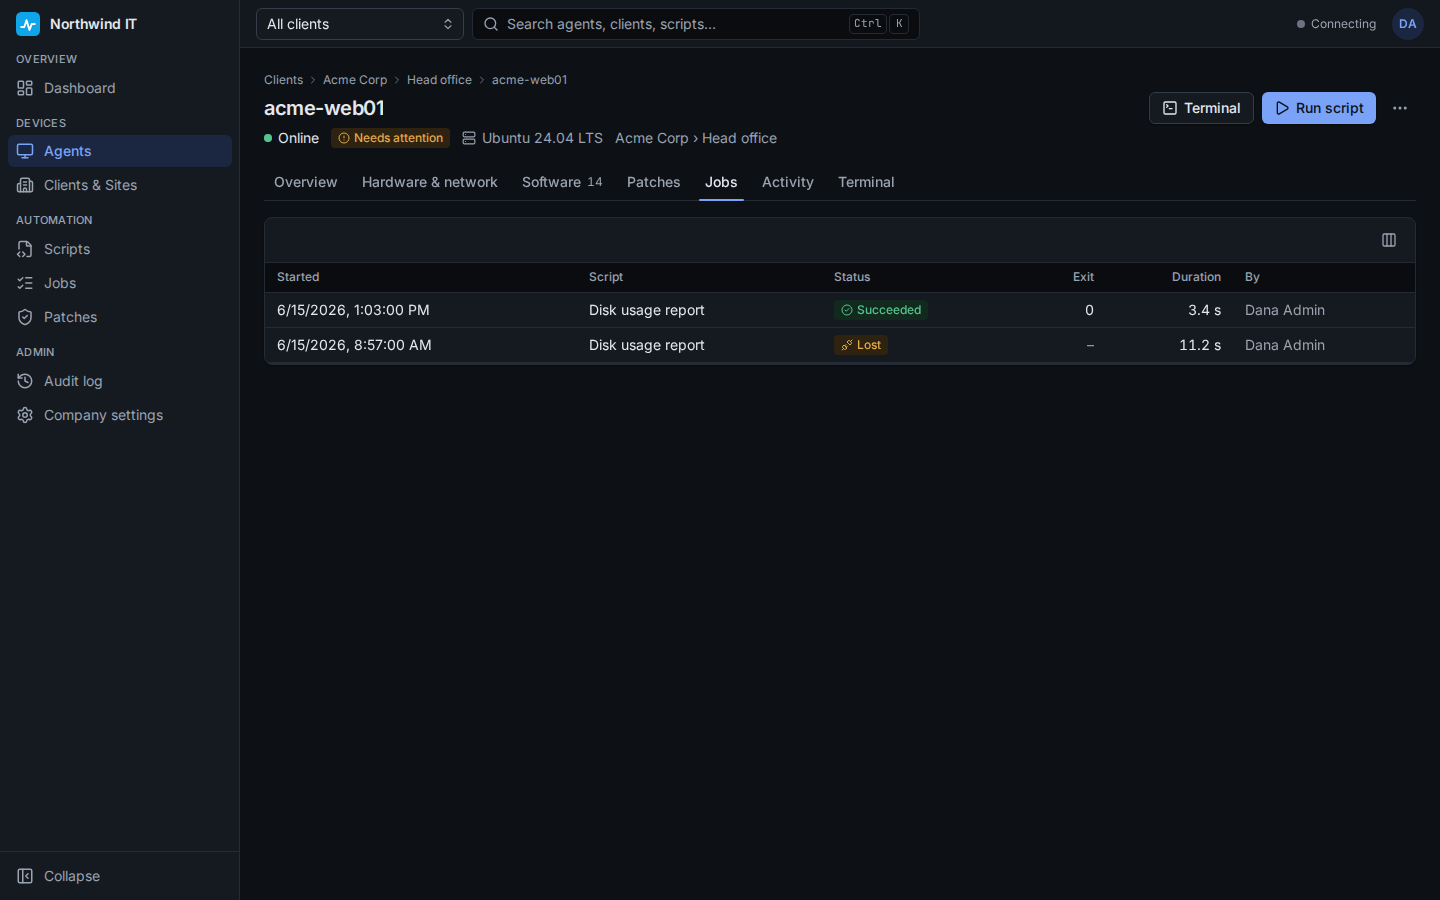 Northwind IT
All clients
Search agents, clients, scripts...
Ctrl K
Connecting
DA
OVERVIEW
Dashboard
DEVICES
Agents
Clients & Sites
AUTOMATION
Scripts
Jobs
Patches
ADMIN
Audit log
Company settings
Collapse
Clients > Acme Corp > Head office > acme-web01
acme-web01
Terminal
Run script
Online
Needs attention
Ubuntu 24.04 LTS
Acme Corp › Head office
Overview
Hardware & network
Software 14
Patches
Jobs
Activity
Terminal
Started Script Status Exit Duration By
6/15/2026, 1:03:00 PM Disk usage report Succeeded 0 3.4 s Dana Admin
6/15/2026, 8:57:00 AM Disk usage report Lost – 11.2 s Dana Admin